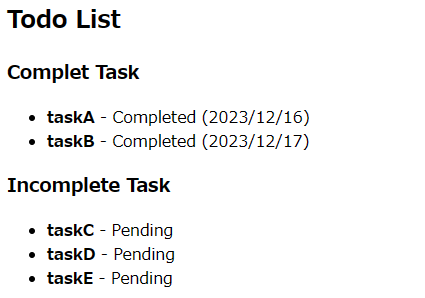 Todo List
Complet Task
• taskA - Completed (2023/12/16)
• taskB - Completed (2023/12/17)
Incomplete Task
• taskC - Pending
• taskD - Pending
• taskE - Pending